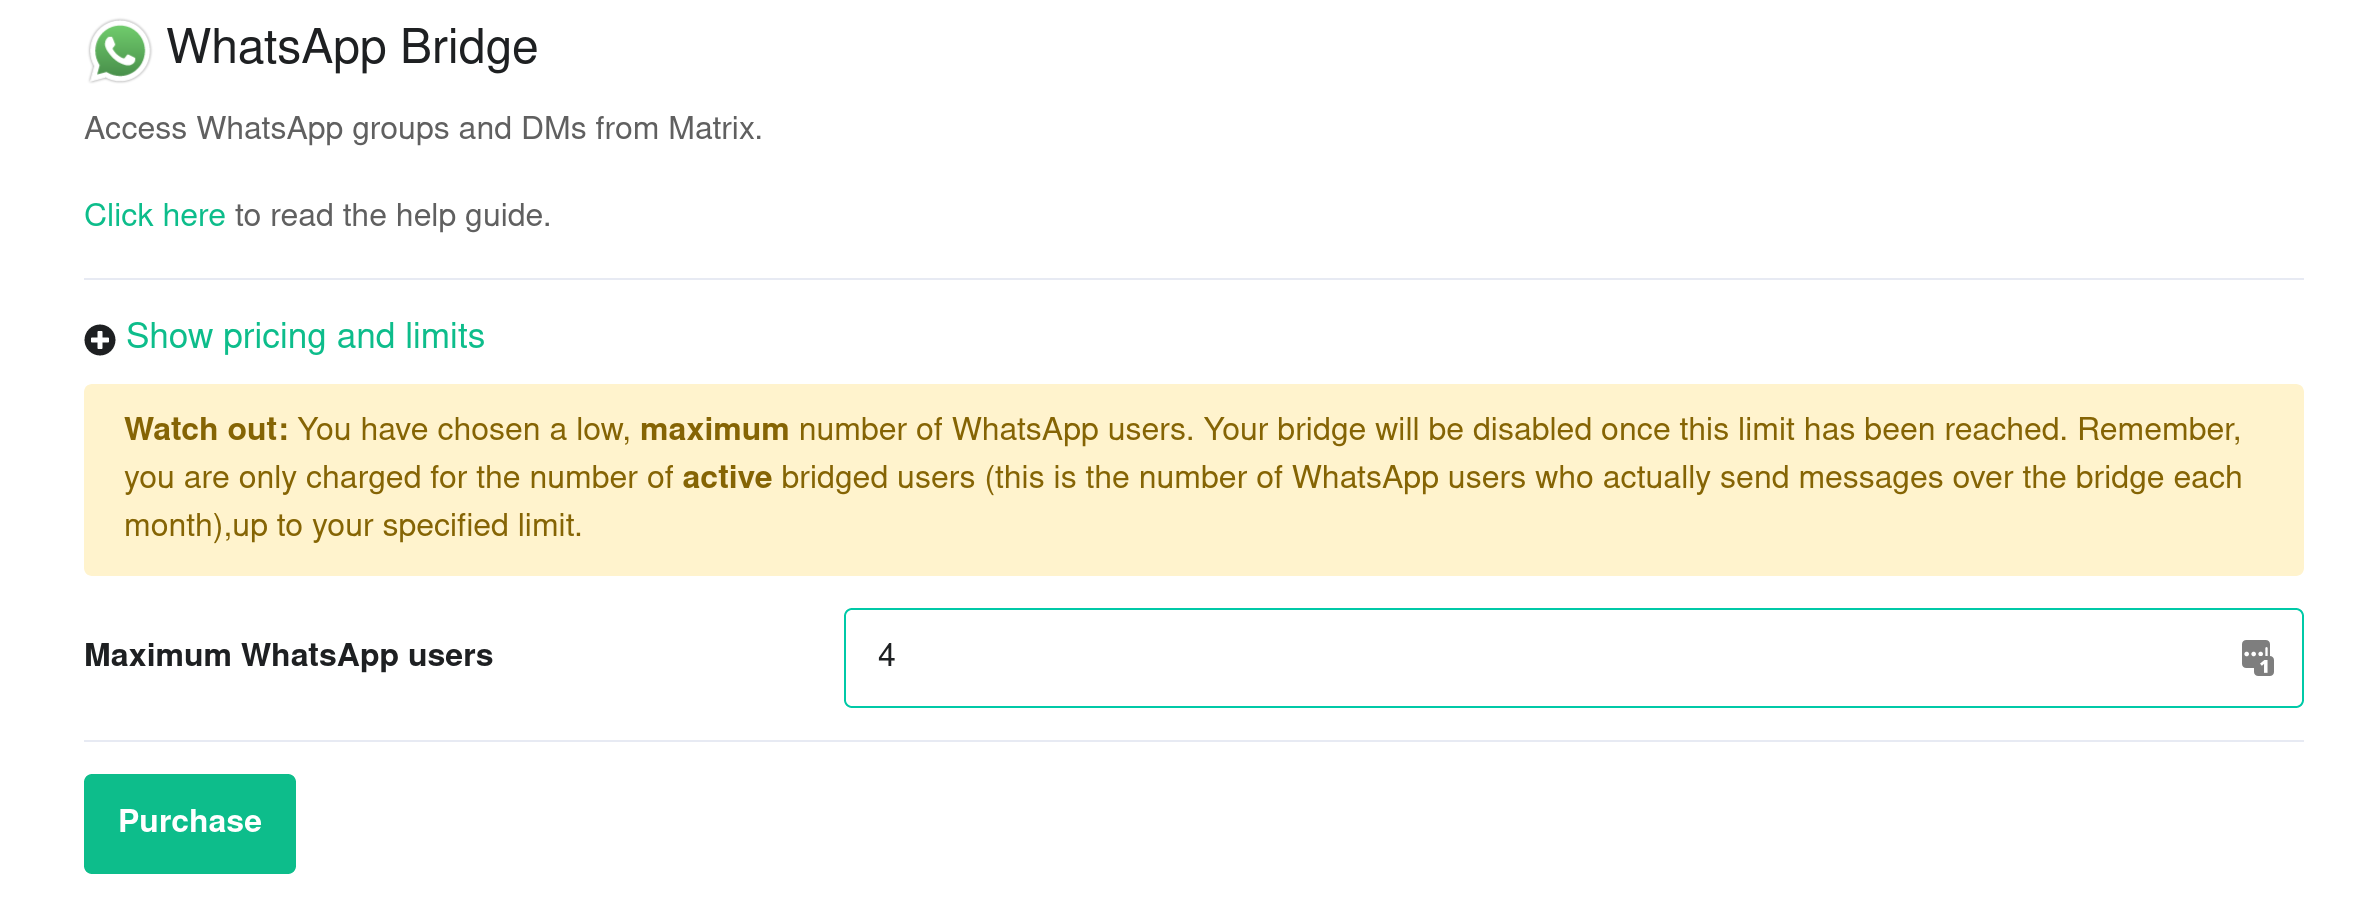 WhatsApp Bridge
Access WhatsApp groups and DMs from Matrix.
Click here to read the help guide.
Show pricing and limits
Watch out: You have chosen a low, maximum number of WhatsApp users. Your bridge will be disabled once this limit has been reached. Remember,
you are only charged for the number of active bridged users (this is the number of WhatsApp users who actually send messages over the bridge each
month),up to your specified limit.
Maximum WhatsApp users
4
1
Purchase